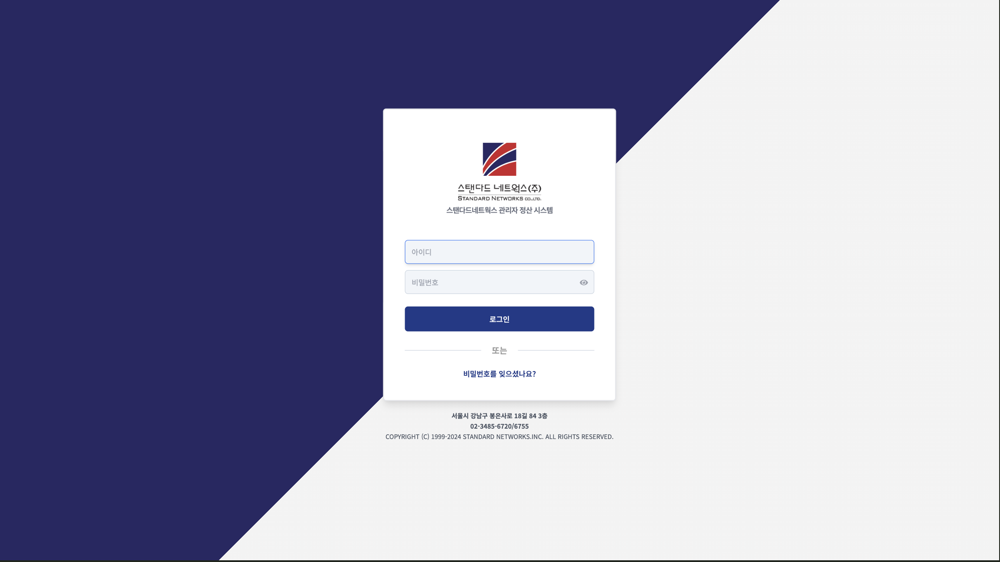 스탠다드 네트웍스(주)
STANDARD NETWORKS CO.,LTD.
스탠다드네트웍스 관리자 정산 시스템
아이디
비밀번호
로그인
또는
비밀번호를 잊으셨나요?
서울시 강남구 봉은사로 18길 84 3층
02-3485-6720/6755
COPYRIGHT (C) 1999-2024 STANDARD NETWORKS.INC. ALL RIGHTS RESERVED.